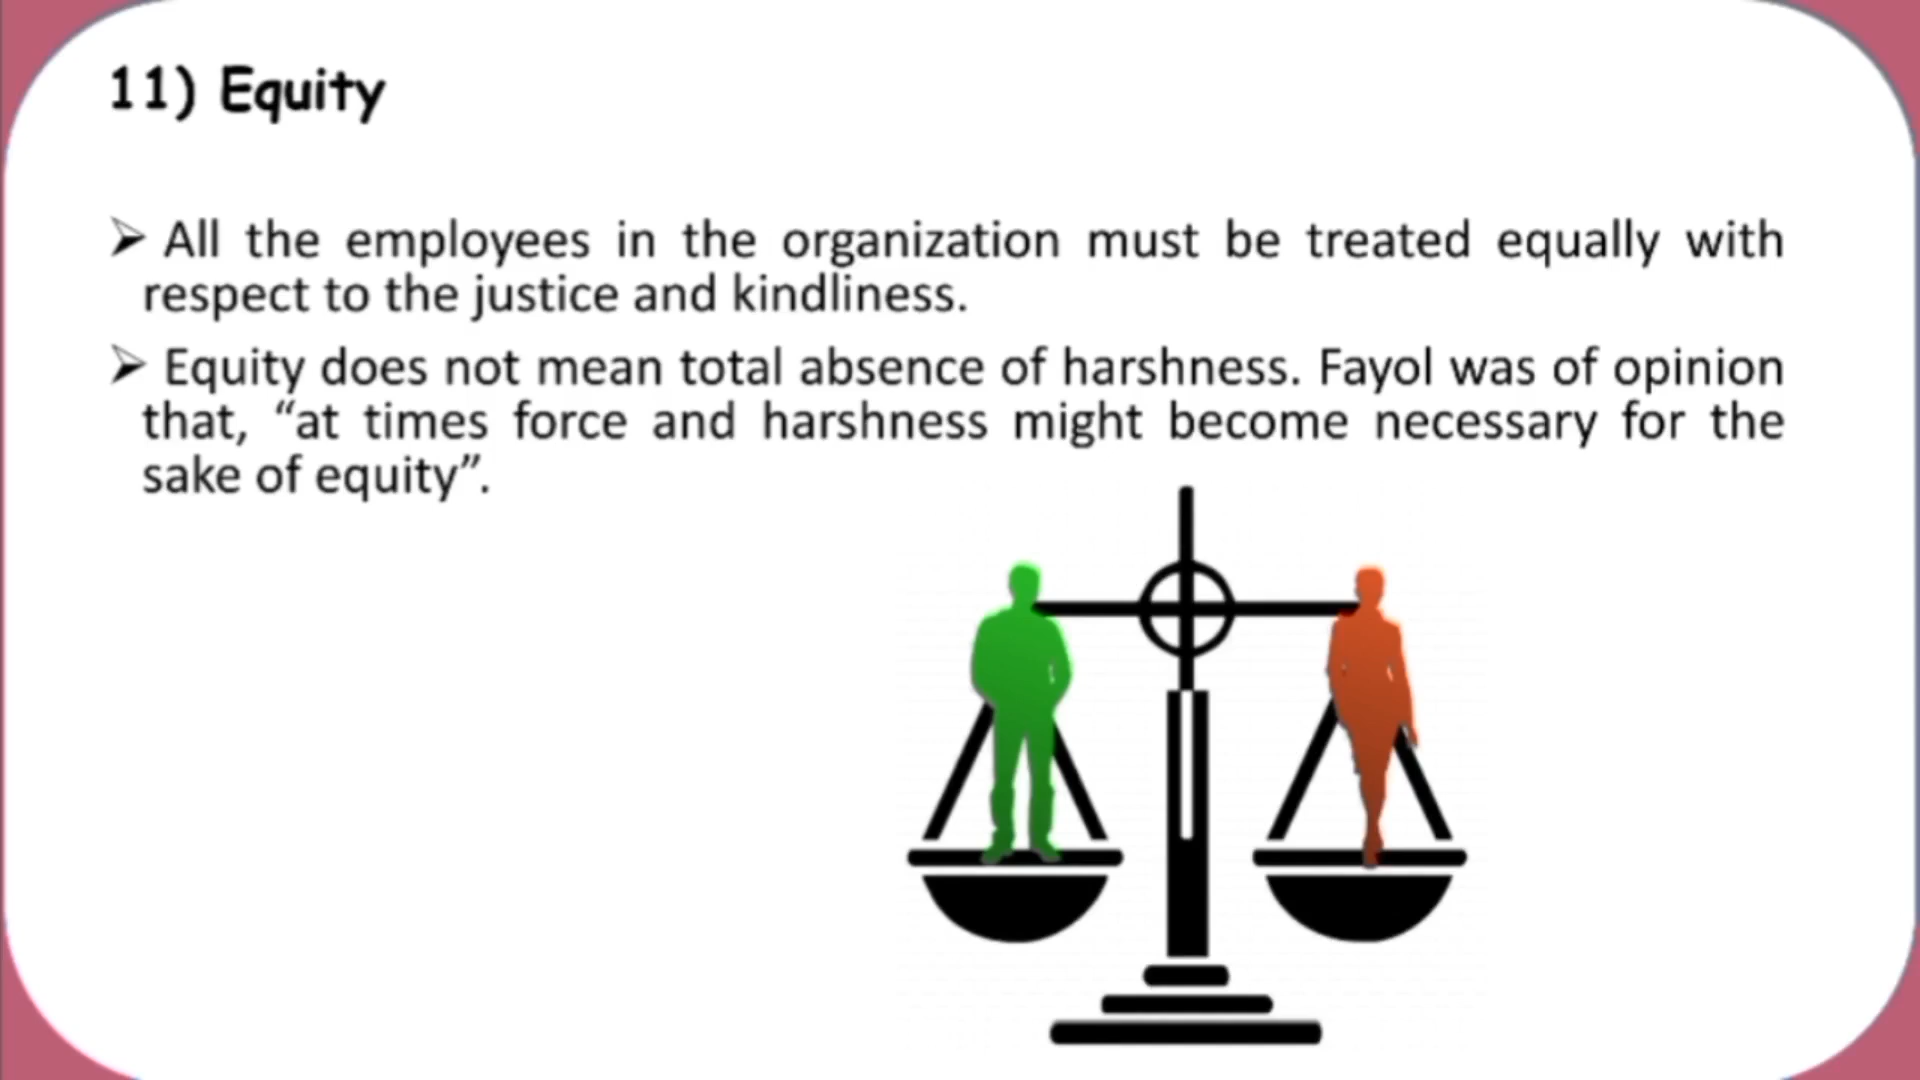 11) Equity
➢ All the employees in the organization must be treated equally with
respect to the justice and kindliness.
➢ Equity does not mean total absence of harshness. Fayol was of opinion
that, “at times force and harshness might become necessary for the
sake of equity”.